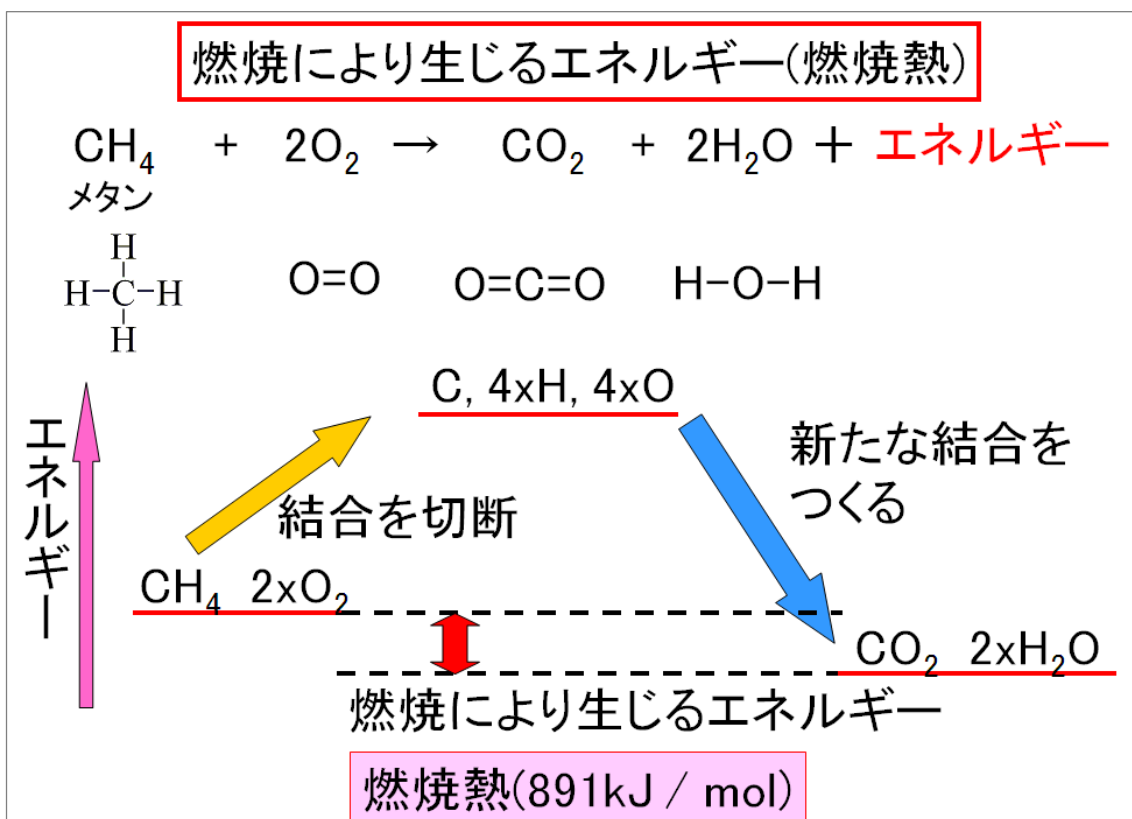 燃焼により生じるエネルギー(燃焼熱)
CH₄ + 2O₂ → CO₂ + 2H₂O + エネルギー
メタン
H
H-C-H
H
O=O O=C=O H-O-H
C, 4xH, 4xO
エネルギー
結合を切断
新たな結合を
つくる
CH₄ 2xO₂
CO₂ 2xH₂O
燃焼により生じるエネルギー
燃焼熱(891kJ / mol)